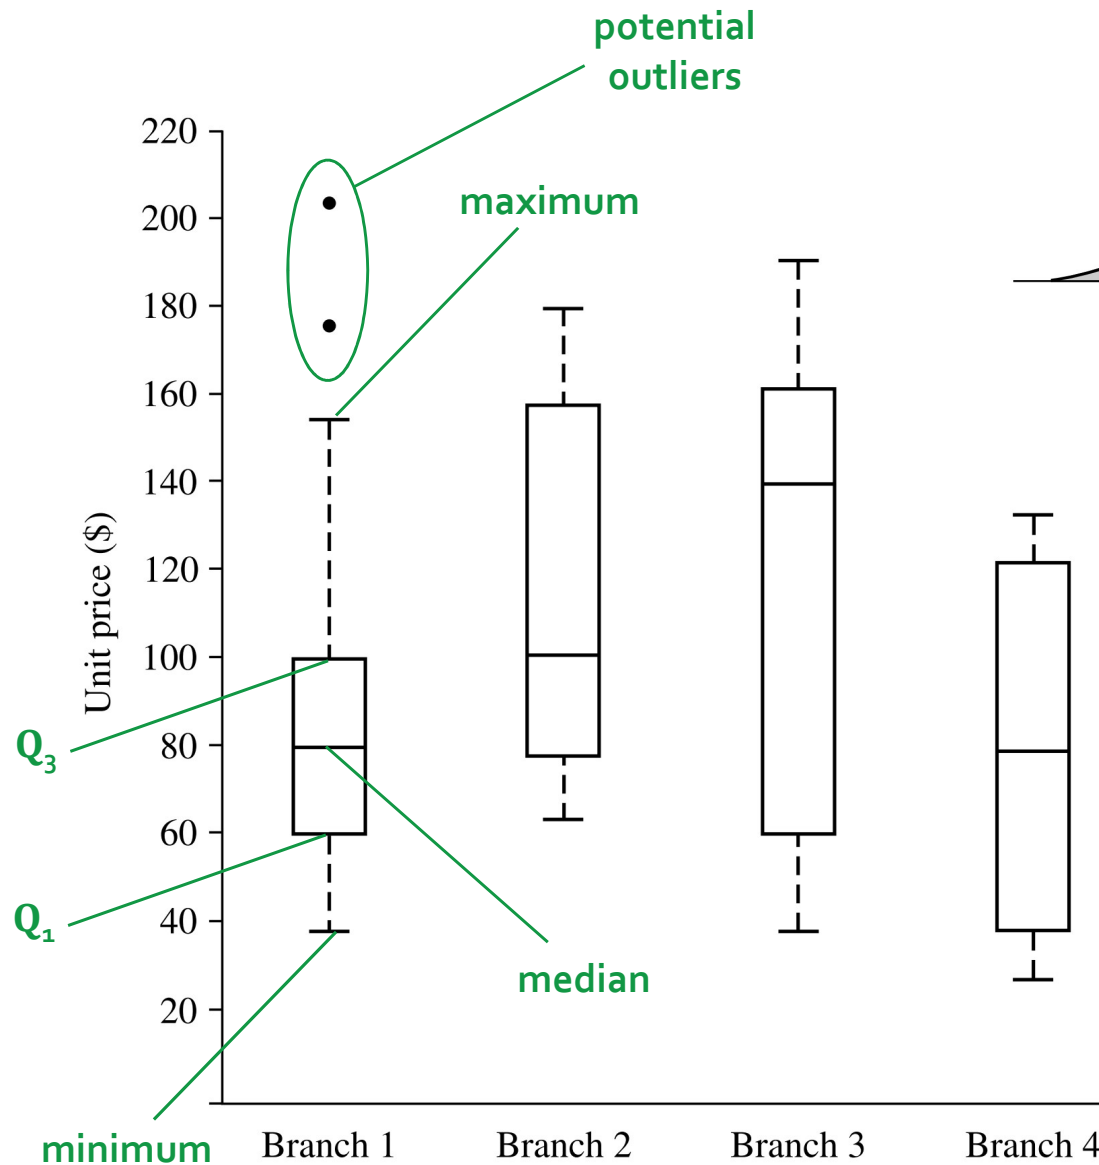 potential
outliers
220
maximum
200
180
160
140
120
Unit price ($)
100
Q₃
80
60
40
Q₁
median
20
minimum
Branch 1
Branch 2
Branch 3
Branch 4